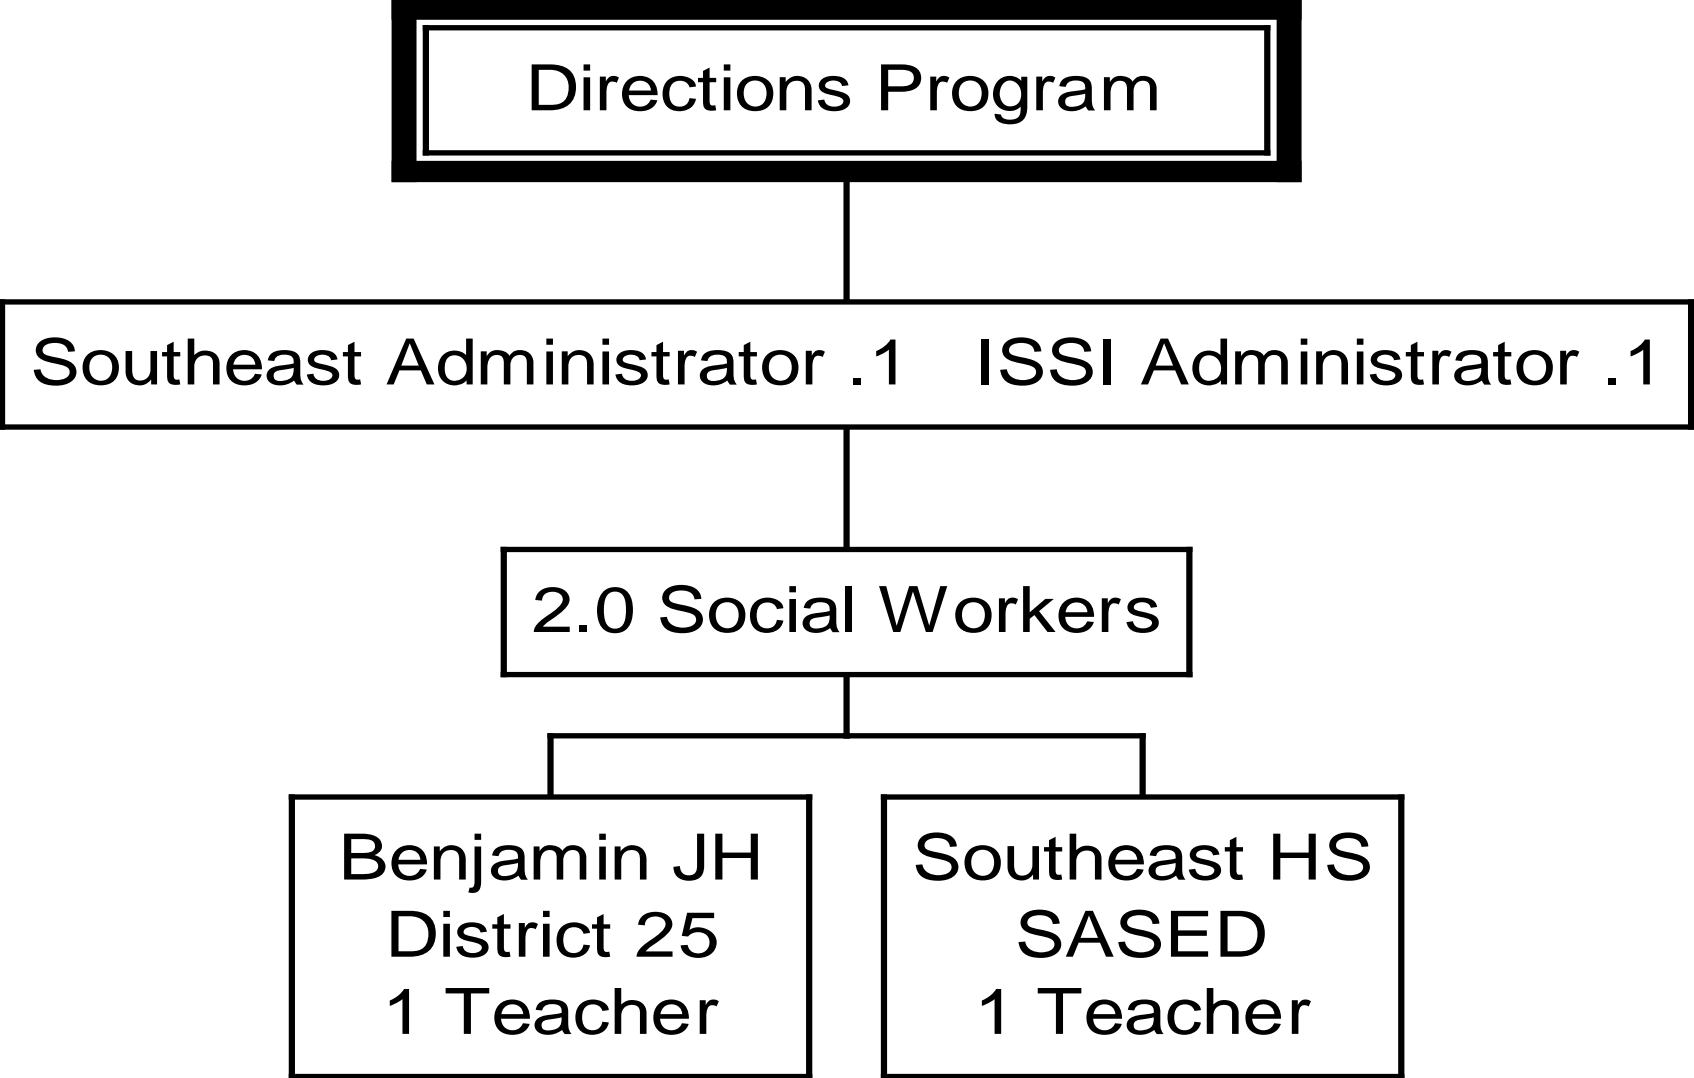 Directions Program
Southeast Administrator .1 ISSI Administrator .1
2.0 Social Workers
Benjamin JH
District 25
1 Teacher
Southeast HS
SASED
1 Teacher